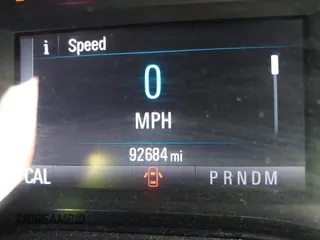 i Speed
0
MPH
92684 mi
CAL PRNDM